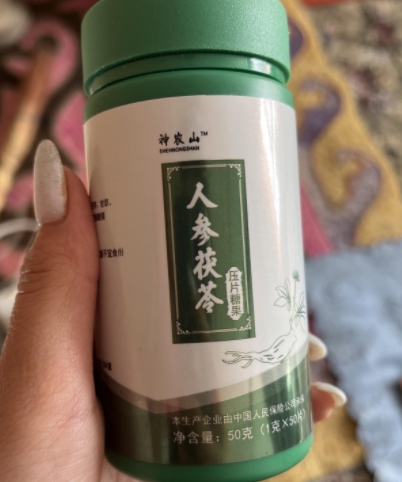 神农山™
SHENNONGSHAN
人参茯苓
压片糖果
本生产企业由中国人民保险公司承保
净含量：50克（1克×50片）